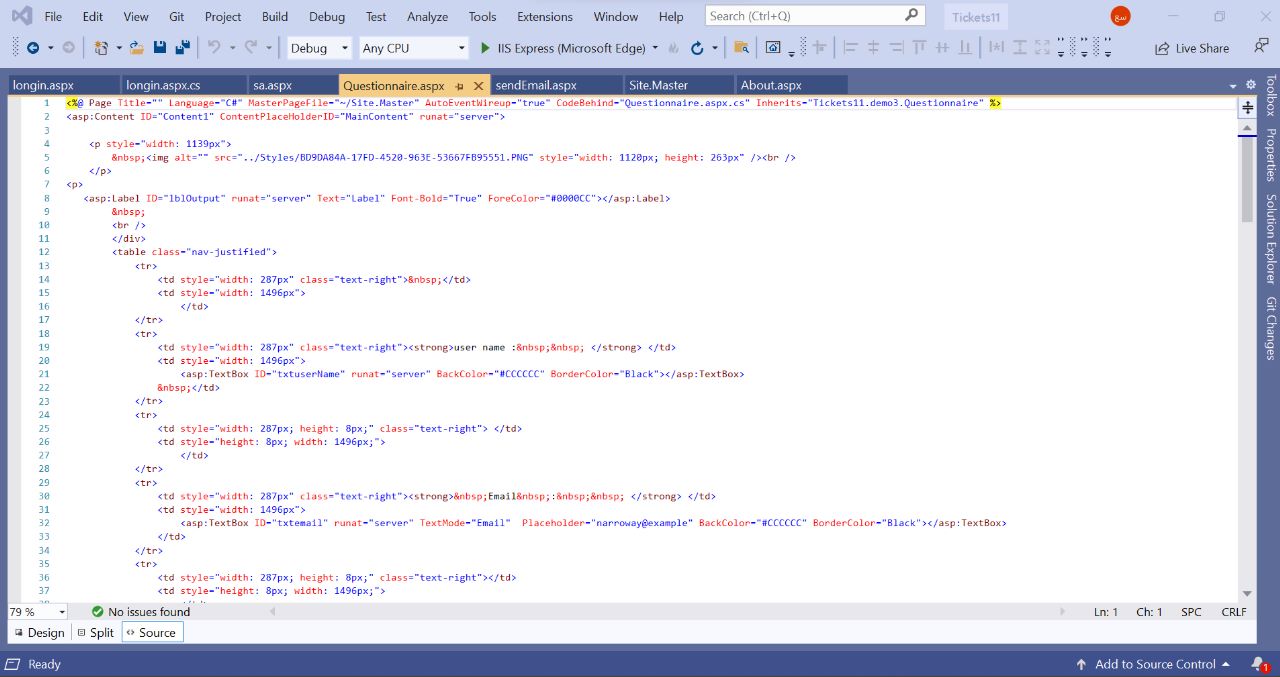 File Edit View Git Project Build Debug Test Analyze Tools Extensions Window Help Search (Ctrl+Q) Tickets11
Debug Any CPU IIS Express (Microsoft Edge) Live Share
longin.aspx longin.aspx.cs sa.aspx Questionnaire.aspx sendEmail.aspx Site.Master About.aspx
1 <%@ Page Title="" Language="C#" MasterPageFile="~/Site.Master" AutoEventWireup="true" CodeBehind="Questionnaire.aspx.cs" Inherits="Tickets11.demo3.Questionnaire" %>
2 <asp:Content ID="Content1" ContentPlaceHolderID="MainContent" runat="server">
3
4 <p style="width: 1139px">
5 &nbsp;<img alt="" src="../Styles/BD9DA84A-17FD-4520-963E-53667FB95551.PNG" style="width: 1120px; height: 263px" /><br />
6 </p>
7 <p>
8 <asp:Label ID="lblOutput" runat="server" Text="Label" Font-Bold="True" ForeColor="#0000CC"></asp:Label>
9 &nbsp;
10 <br />
11 </div>
12 <table class="nav-justified">
13 <tr>
14 <td style="width: 287px" class="text-right">&nbsp;</td>
15 <td style="width: 1496px">
16 </td>
17 </tr>
18 <tr>
19 <td style="width: 287px" class="text-right"><strong>user name :&nbsp;&nbsp; </strong> </td>
20 <td style="width: 1496px">
21 <asp:TextBox ID="txtuserName" runat="server" BackColor="#CCCCCC" BorderColor="Black"></asp:TextBox>
22 &nbsp;</td>
23 </tr>
24 <tr>
25 <td style="width: 287px; height: 8px;" class="text-right"> </td>
26 <td style="height: 8px; width: 1496px;">
27 </td>
28 </tr>
29 <tr>
30 <td style="width: 287px" class="text-right"><strong>&nbsp;Email&nbsp;:&nbsp;&nbsp; </strong> </td>
31 <td style="width: 1496px">
32 <asp:TextBox ID="txtemail" runat="server" TextMode="Email"  Placeholder="narroway@example" BackColor="#CCCCCC" BorderColor="Black"></asp:TextBox>
33 </td>
34 </tr>
35 <tr>
36 <td style="width: 287px; height: 8px;" class="text-right"></td>
37 <td style="height: 8px; width: 1496px;">
Toolbox
Properties
Solution Explorer
Git Changes
79 % No issues found Ln: 1 Ch: 1 SPC CRLF
Design Split Source
Ready Add to Source Control 1